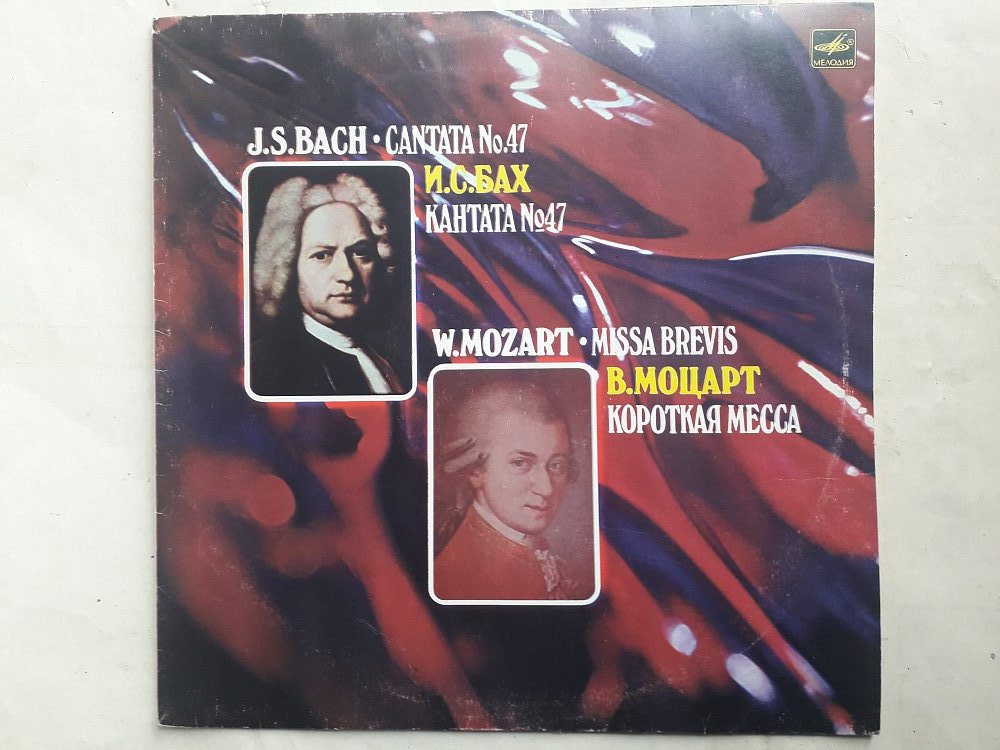 МЕЛОДИЯ
J.S.BACH • CANTATA No.47
И.С.БАХ
КАНТАТА №47
W.MOZART • MISSA BREVIS
В.МОЦАРТ
КОРОТКАЯ МЕССА